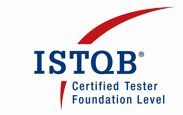 ISTQB®
Certified Tester
Foundation Level